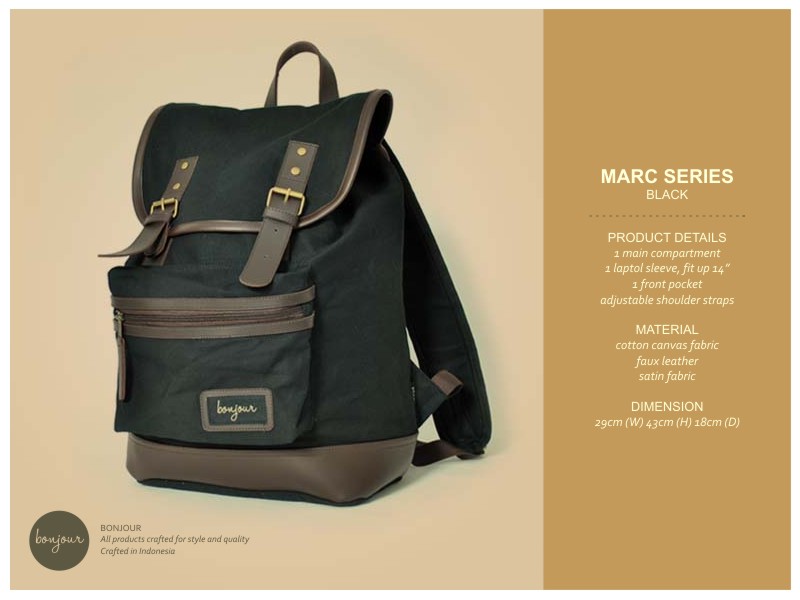 MARC SERIES
BLACK
PRODUCT DETAILS
1 main compartment
1 laptol sleeve, fit up 14"
1 front pocket
adjustable shoulder straps
MATERIAL
cotton canvas fabric
faux leather
satin fabric
DIMENSION
29cm (W) 43cm (H) 18cm (D)
bonjour
bonjour
BONJOUR
All products crafted for style and quality
Crafted in Indonesia